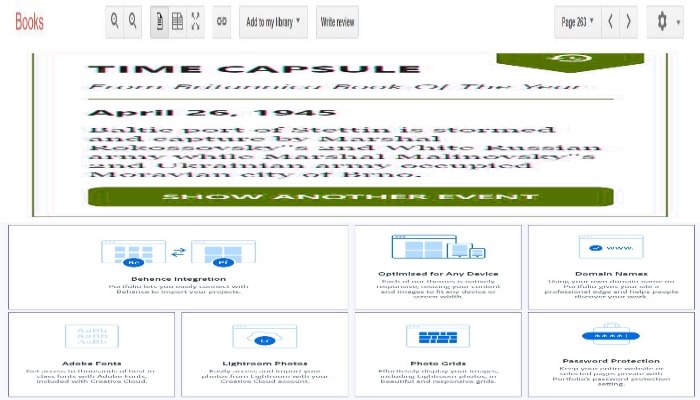 Books
Add to my library
Write review
Page 263
TIME CAPSULE
From Britannica Book Of The Year
April 26, 1945
Baltic port of Stettin is stormed
and capture by Marshal
Rokossovsky"s 2nd White Russian
army while Marshal Malinovsky"s
2nd Ukrainian army occupied
Moravian city of Brno.
SHOW ANOTHER EVENT
Be
Pf
Behance Integration
Portfolio lets you easily connect with
Behance to import your projects.
Optimized for Any Device
Each of our themes is natively
responsive, resizing your content
and images to fit any device or
screen width.
www.
Domain Names
Using your own domain name on
Portfolio gives your site a
professional edge and helps people
discover your work.
AaBb
AaBb
AaBb
Adobe Fonts
Get access to thousands of best in
class fonts with Adobe Fonts,
included with Creative Cloud.
Lr
Lightroom Photos
Easily access and import your
photos from Lightroom with your
Creative Cloud account.
Photo Grids
Effortlessly display your images,
including Lightroom photos, in
beautiful and responsive grids.
Password Protection
Keep your entire website or
selected pages private with
Portfolio's password protection
setting.